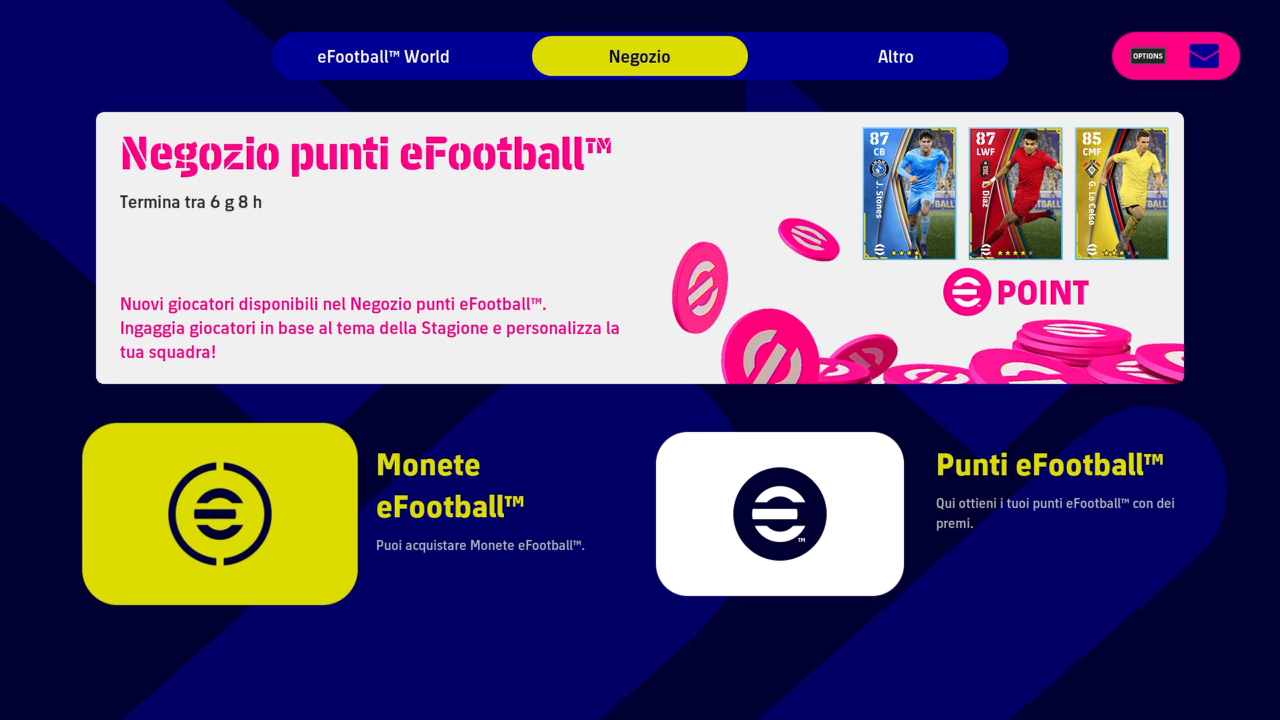 eFootball™ World
Negozio
Altro
OPTIONS
Negozio punti eFootball™
Termina tra 6 g 8 h
Nuovi giocatori disponibili nel Negozio punti eFootball™.
Ingaggia giocatori in base al tema della Stagione e personalizza la
tua squadra!
87
CB
J. Stones
87
LWF
L. Díaz
85
CMF
G. Lo Celso
POINT
Monete
eFootball™
Puoi acquistare Monete eFootball™.
Punti eFootball™
Qui ottieni i tuoi punti eFootball™ con dei
premi.